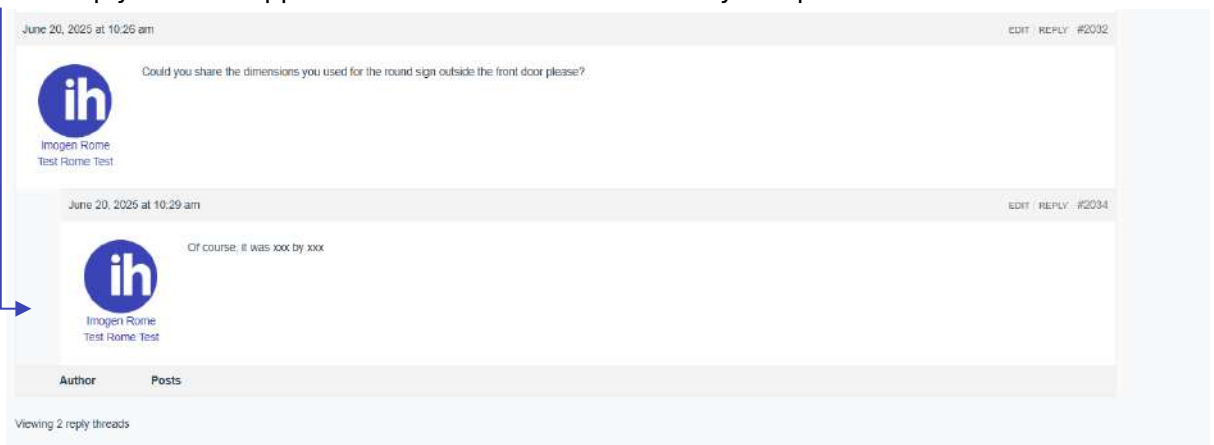 June 20, 2025 at 10:26 am EDIT REPLY #2032
Could you share the dimensions you used for the round sign outside the front door please?
ih
Imogen Rome
Test Rome Test
June 20, 2025 at 10:29 am EDIT REPLY #2034
Of course, it was xxx by xxx
ih
Imogen Rome
Test Rome Test
Author Posts
Viewing 2 reply threads